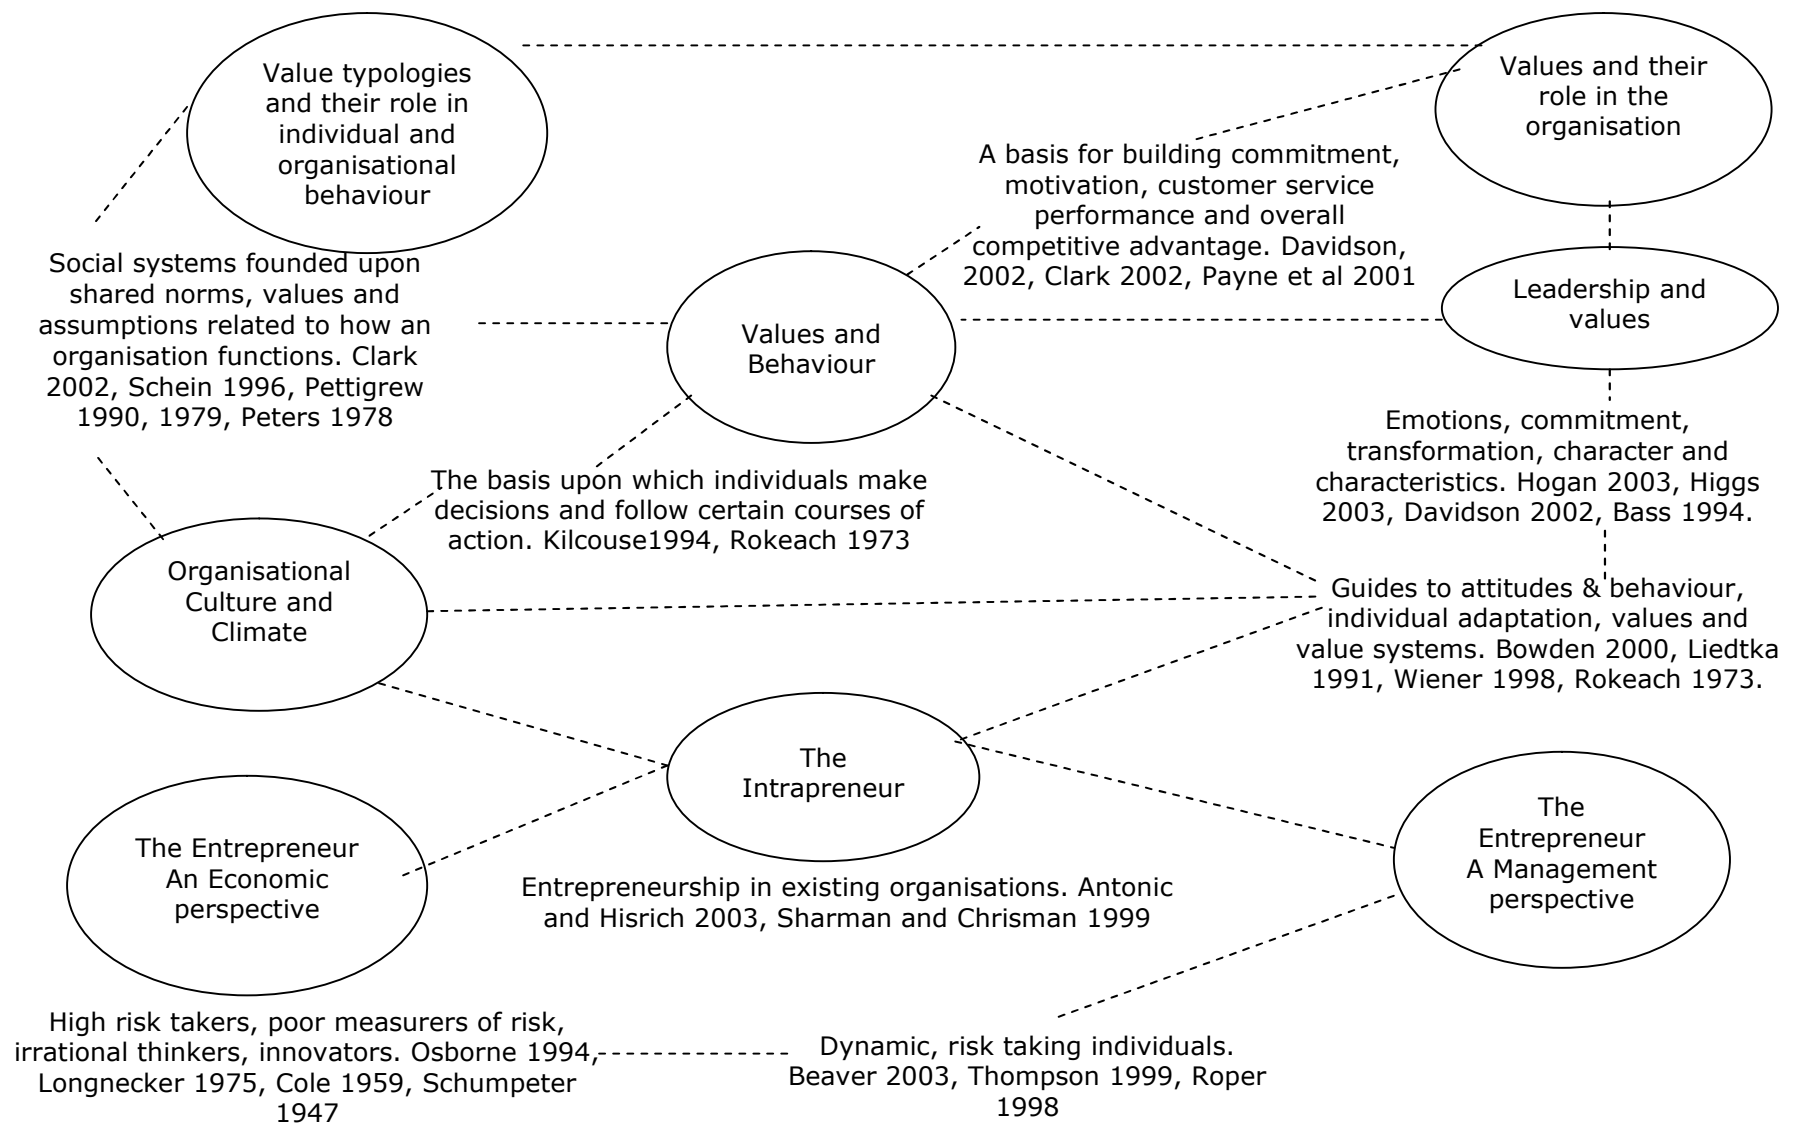 Value typologies
and their role in
individual and
organisational
behaviour
Values and their
role in the
organisation
A basis for building commitment,
motivation, customer service
performance and overall
competitive advantage. Davidson,
2002, Clark 2002, Payne et al 2001
Social systems founded upon
shared norms, values and
assumptions related to how an
organisation functions. Clark
2002, Schein 1996, Pettigrew
1990, 1979, Peters 1978
Values and
Behaviour
Leadership and
values
Emotions, commitment,
transformation, character and
characteristics. Hogan 2003, Higgs
2003, Davidson 2002, Bass 1994.
The basis upon which individuals make
decisions and follow certain courses of
action. Kilcouse1994, Rokeach 1973
Organisational
Culture and
Climate
Guides to attitudes & behaviour,
individual adaptation, values and
value systems. Bowden 2000, Liedtka
1991, Wiener 1998, Rokeach 1973.
The
Intrapreneur
The Entrepreneur
An Economic
perspective
The
Entrepreneur
A Management
perspective
Entrepreneurship in existing organisations. Antonic
and Hisrich 2003, Sharman and Chrisman 1999
High risk takers, poor measurers of risk,
irrational thinkers, innovators. Osborne 1994,
Longnecker 1975, Cole 1959, Schumpeter
1947
Dynamic, risk taking individuals.
Beaver 2003, Thompson 1999, Roper
1998